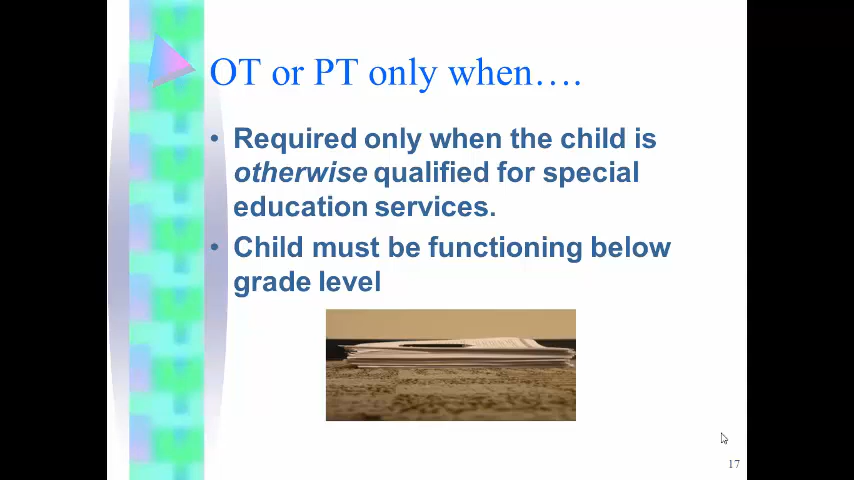 OT or PT only when….
• Required only when the child is
otherwise qualified for special
education services.
• Child must be functioning below
grade level
17